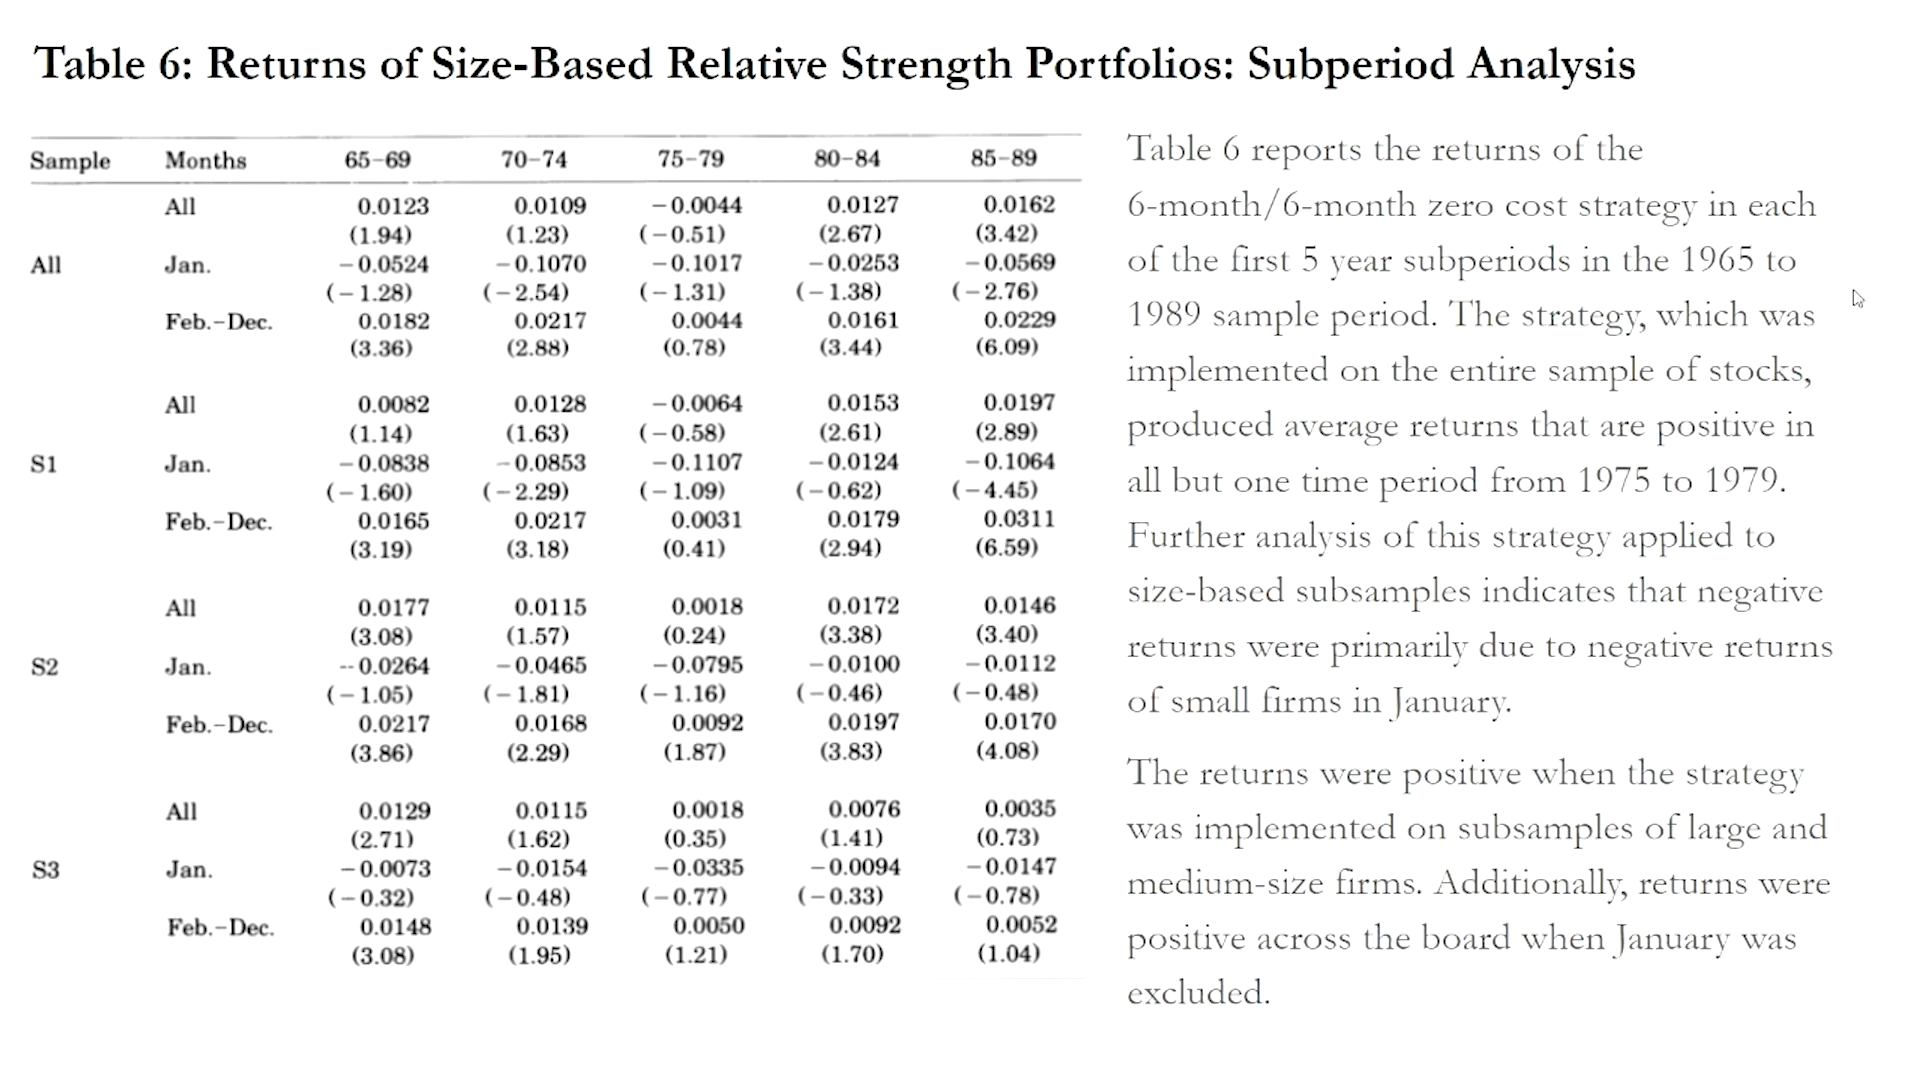 Table 6: Returns of Size-Based Relative Strength Portfolios: Subperiod Analysis
Sample Months 65-69 70-74 75-79 80-84 85-89
All 0.0123 0.0109 -0.0044 0.0127 0.0162
(1.94) (1.23) (-0.51) (2.67) (3.42)
All Jan. -0.0524 -0.1070 -0.1017 -0.0253 -0.0569
(-1.28) (-2.54) (-1.31) (-1.38) (-2.76)
Feb.-Dec. 0.0182 0.0217 0.0044 0.0161 0.0229
(3.36) (2.88) (0.78) (3.44) (6.09)
All 0.0082 0.0128 -0.0064 0.0153 0.0197
(1.14) (1.63) (-0.58) (2.61) (2.89)
S1 Jan. -0.0838 -0.0853 -0.1107 -0.0124 -0.1064
(-1.60) (-2.29) (-1.09) (-0.62) (-4.45)
Feb.-Dec. 0.0165 0.0217 0.0031 0.0179 0.0311
(3.19) (3.18) (0.41) (2.94) (6.59)
All 0.0177 0.0115 0.0018 0.0172 0.0146
(3.08) (1.57) (0.24) (3.38) (3.40)
S2 Jan. -0.0264 -0.0465 -0.0795 -0.0100 -0.0112
(-1.05) (-1.81) (-1.16) (-0.46) (-0.48)
Feb.-Dec. 0.0217 0.0168 0.0092 0.0197 0.0170
(3.86) (2.29) (1.87) (3.83) (4.08)
All 0.0129 0.0115 0.0018 0.0076 0.0035
(2.71) (1.62) (0.35) (1.41) (0.73)
S3 Jan. -0.0073 -0.0154 -0.0335 -0.0094 -0.0147
(-0.32) (-0.48) (-0.77) (-0.33) (-0.78)
Feb.-Dec. 0.0148 0.0139 0.0050 0.0092 0.0052
(3.08) (1.95) (1.21) (1.70) (1.04)
Table 6 reports the returns of the
6-month/6-month zero cost strategy in each
of the first 5 year subperiods in the 1965 to
1989 sample period. The strategy, which was
implemented on the entire sample of stocks,
produced average returns that are positive in
all but one time period from 1975 to 1979.
Further analysis of this strategy applied to
size-based subsamples indicates that negative
returns were primarily due to negative returns
of small firms in January.
The returns were positive when the strategy
was implemented on subsamples of large and
medium-size firms. Additionally, returns were
positive across the board when January was
excluded.